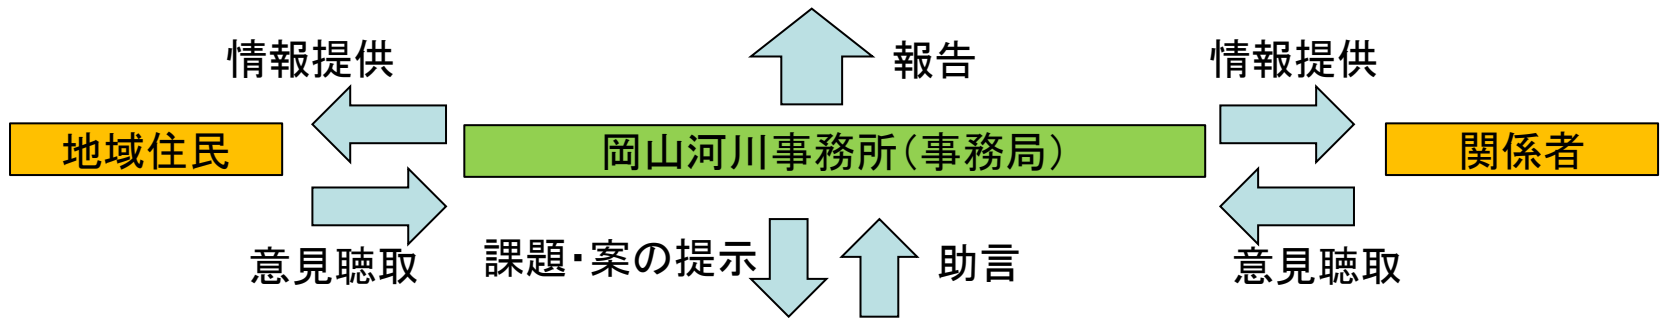 情報提供
報告
情報提供
地域住民
岡山河川事務所(事務局)
関係者
意見聴取
課題・案の提示
助言
意見聴取